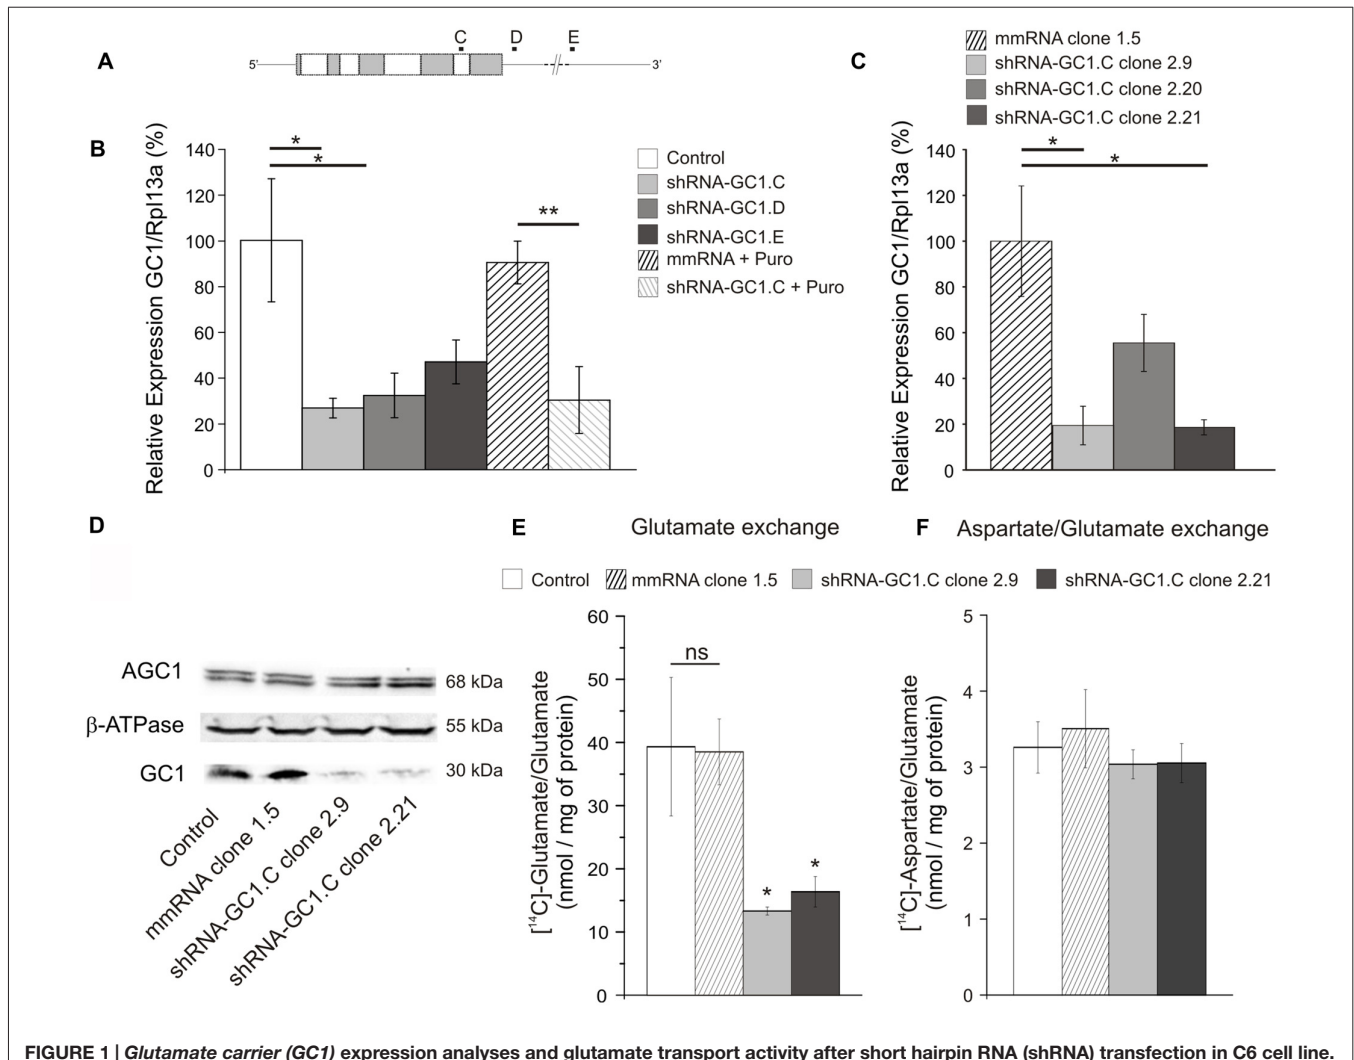 A
5'
C
D
E
3'
B
Relative Expression GC1/Rpl13a (%)
140
120
100
80
60
40
20
0
*
*
**
Control
shRNA-GC1.C
shRNA-GC1.D
shRNA-GC1.E
mmRNA + Puro
shRNA-GC1.C + Puro
C
mmRNA clone 1.5
shRNA-GC1.C clone 2.9
shRNA-GC1.C clone 2.20
shRNA-GC1.C clone 2.21
Relative Expression GC1/Rpl13a (%)
140
120
100
80
60
40
20
0
*
*
D
AGC1
68 kDa
β-ATPase
55 kDa
GC1
30 kDa
Control
mmRNA clone 1.5
shRNA-GC1.C clone 2.9
shRNA-GC1.C clone 2.21
E
Glutamate exchange
F
Aspartate/Glutamate exchange
Control
mmRNA clone 1.5
shRNA-GC1.C clone 2.9
shRNA-GC1.C clone 2.21
[14C]-Glutamate/Glutamate
(nmol / mg of protein)
60
50
40
30
20
10
0
ns
*
*
[14C]-Aspartate/Glutamate
(nmol / mg of protein)
5
4
3
2
1
0
FIGURE 1 | Glutamate carrier (GC1) expression analyses and glutamate transport activity after short hairpin RNA (shRNA) transfection in C6 cell line.